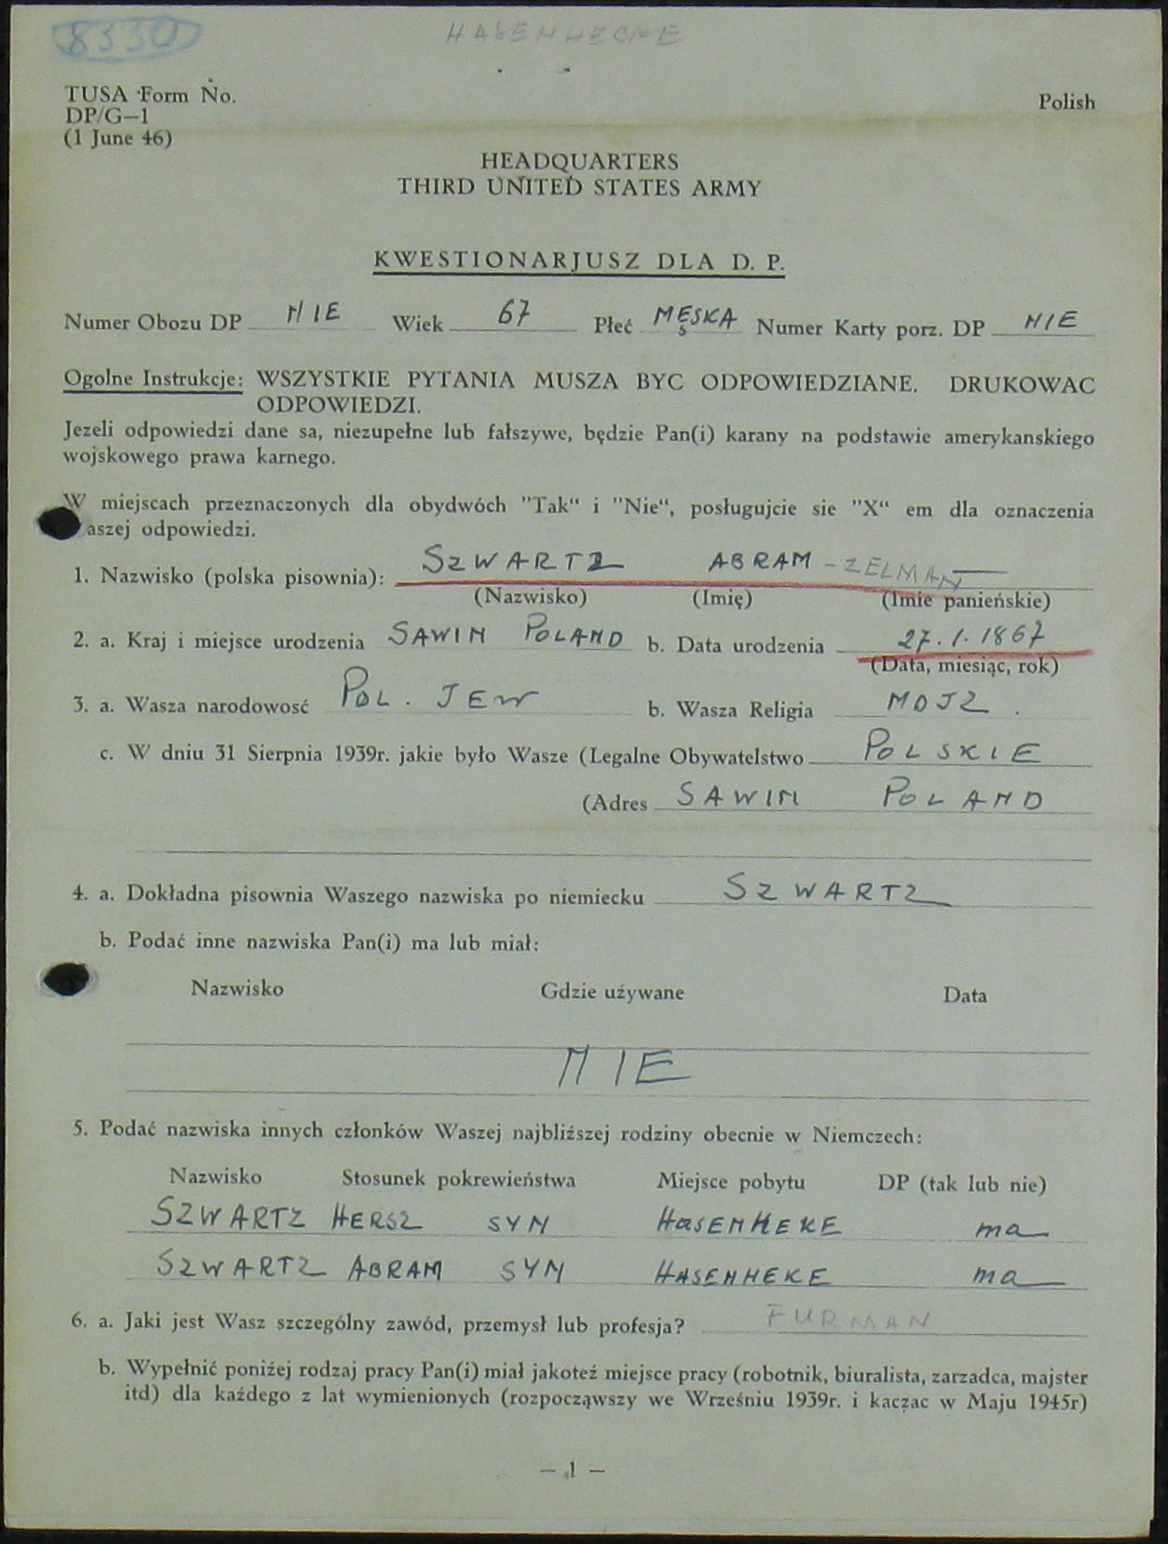 8330 HASENHECKE
TUSA Form No.
DP/G—1
(1 June 46)
Polish
HEADQUARTERS
THIRD UNITED STATES ARMY
KWESTIONARJUSZ DLA D. P.
Numer Obozu DP NIE Wiek 67 Płeć MĘSKA Numer Karty porz. DP NIE
Ogolne Instrukcje: WSZYSTKIE PYTANIA MUSZA BYC ODPOWIEDZIANE. DRUKOWAC
ODPOWIEDZI.
Jezeli odpowiedzi dane sa, niezupełne lub fałszywe, będzie Pan(i) karany na podstawie amerykanskiego
wojskowego prawa karnego.
W miejscach przeznaczonych dla obydwóch "Tak“ i "Nie“, posługujcie sie "X“ em dla oznaczenia
aszej odpowiedzi.
1. Nazwisko (polska pisownia): SZWARTZ ABRAM - ZELMAN —
(Nazwisko) (Imię) (Imie panieńskie)
2. a. Kraj i miejsce urodzenia SAWIN POLAND b. Data urodzenia 27.1.1867
(Data, miesiąc, rok)
3. a. Wasza narodowosć POL. JEW b. Wasza Religia MOJZ.
c. W dniu 31 Sierpnia 1939r. jakie było Wasze (Legalne Obywatelstwo POLSKIE
(Adres SAWIN POLAND
4. a. Dokładna pisownia Waszego nazwiska po niemiecku SZWARTZ
b. Podać inne nazwiska Pan(i) ma lub miał:
Nazwisko Gdzie używane Data
NIE
5. Podać nazwiska innych członków Waszej najbliższej rodziny obecnie w Niemczech:
Nazwisko Stosunek pokrewieństwa Miejsce pobytu DP (tak lub nie)
SZWARTZ HERSZ SYN HASENHEKE ma
SZWARTZ ABRAM SYN HASENHEKE ma
6. a. Jaki jest Wasz szczególny zawód, przemysł lub profesja? FURMAN
b. Wypełnić poniżej rodzaj pracy Pan(i) miał jakoteż miejsce pracy (robotnik, biuralista, zarzadca, majster
itd) dla każdego z lat wymienionych (rozpocząwszy we Wrześniu 1939r. i kaczac w Maju 1945r)
— 1 —